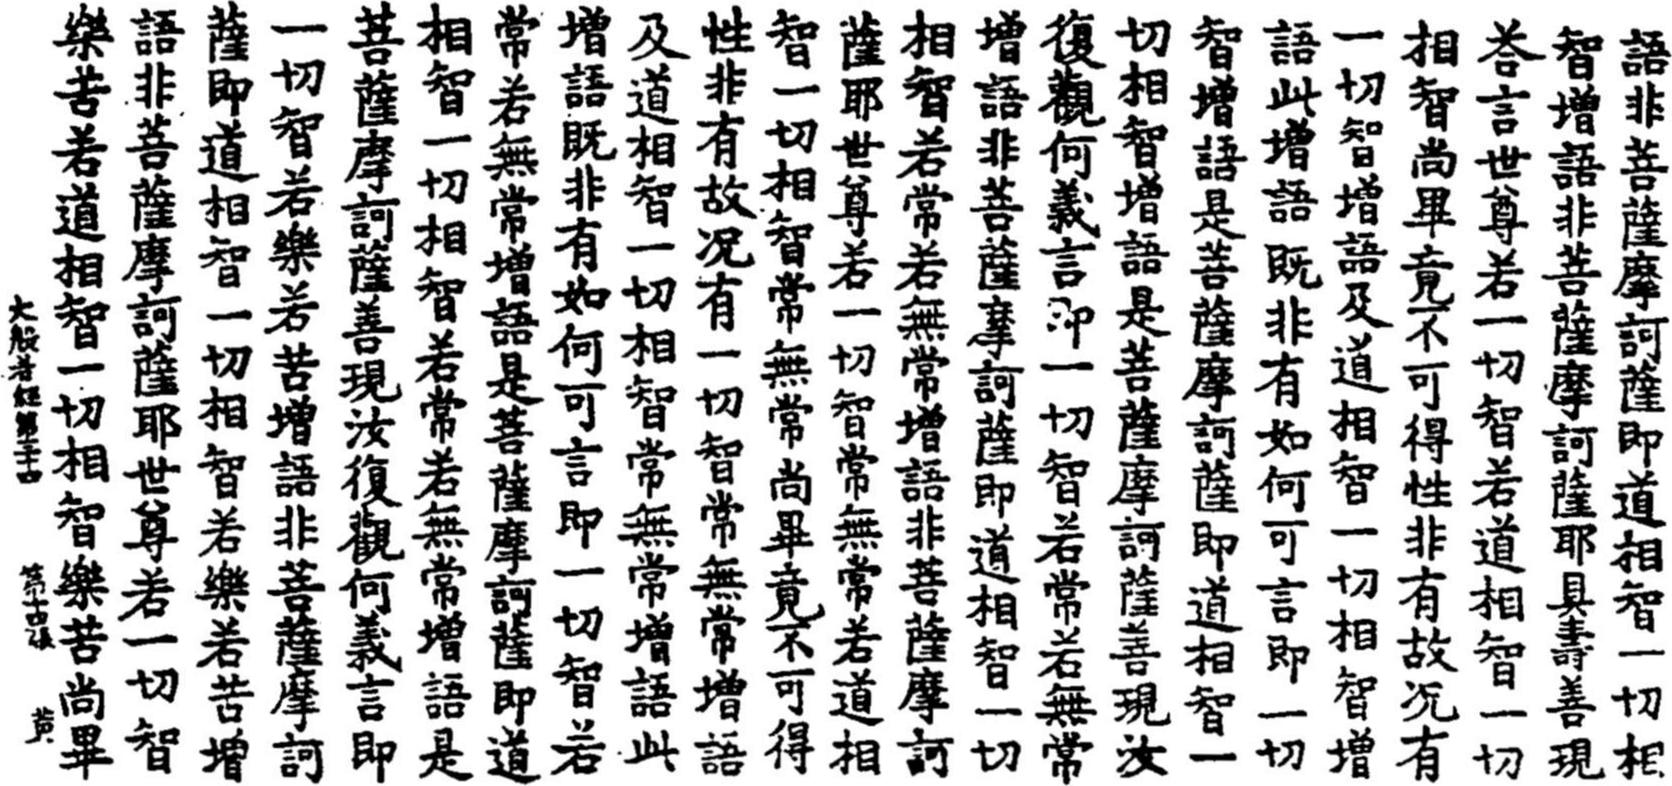 語非菩薩摩訶薩即道相智一切相
智增語非菩薩摩訶薩耶具壽善現
荅言世尊若一切智若道相智一切
相智尚畢竟不可得性非有故况有
一切智增語及道相智一切相智增
語此增語既非有如何可言即一切
智增語是菩薩摩訶薩即道相智一
切相智增語是菩薩摩訶薩善現汝
復觀何義言即一切智若常若無常
增語非菩薩摩訶薩即道相智一切
相智若常若無常增語非菩薩摩訶
薩耶世尊若一切智常無常若道相
智一切相智常無常尚畢竟不可得
性非有故况有一切智常無常增語
及道相智一切相智常無常增語此
增語既非有如何可言即一切智若
常若無常增語是菩薩摩訶薩即道
相智一切相智若常若無常增語是
菩薩摩訶薩善現汝復觀何義言即
一切智若樂若苦增語非菩薩摩訶
薩即道相智一切相智若樂若苦增
語非菩薩摩訶薩耶世尊若一切智
樂苦若道相智一切相智樂苦尚畢
大般若經第二十四 第十四張 黃